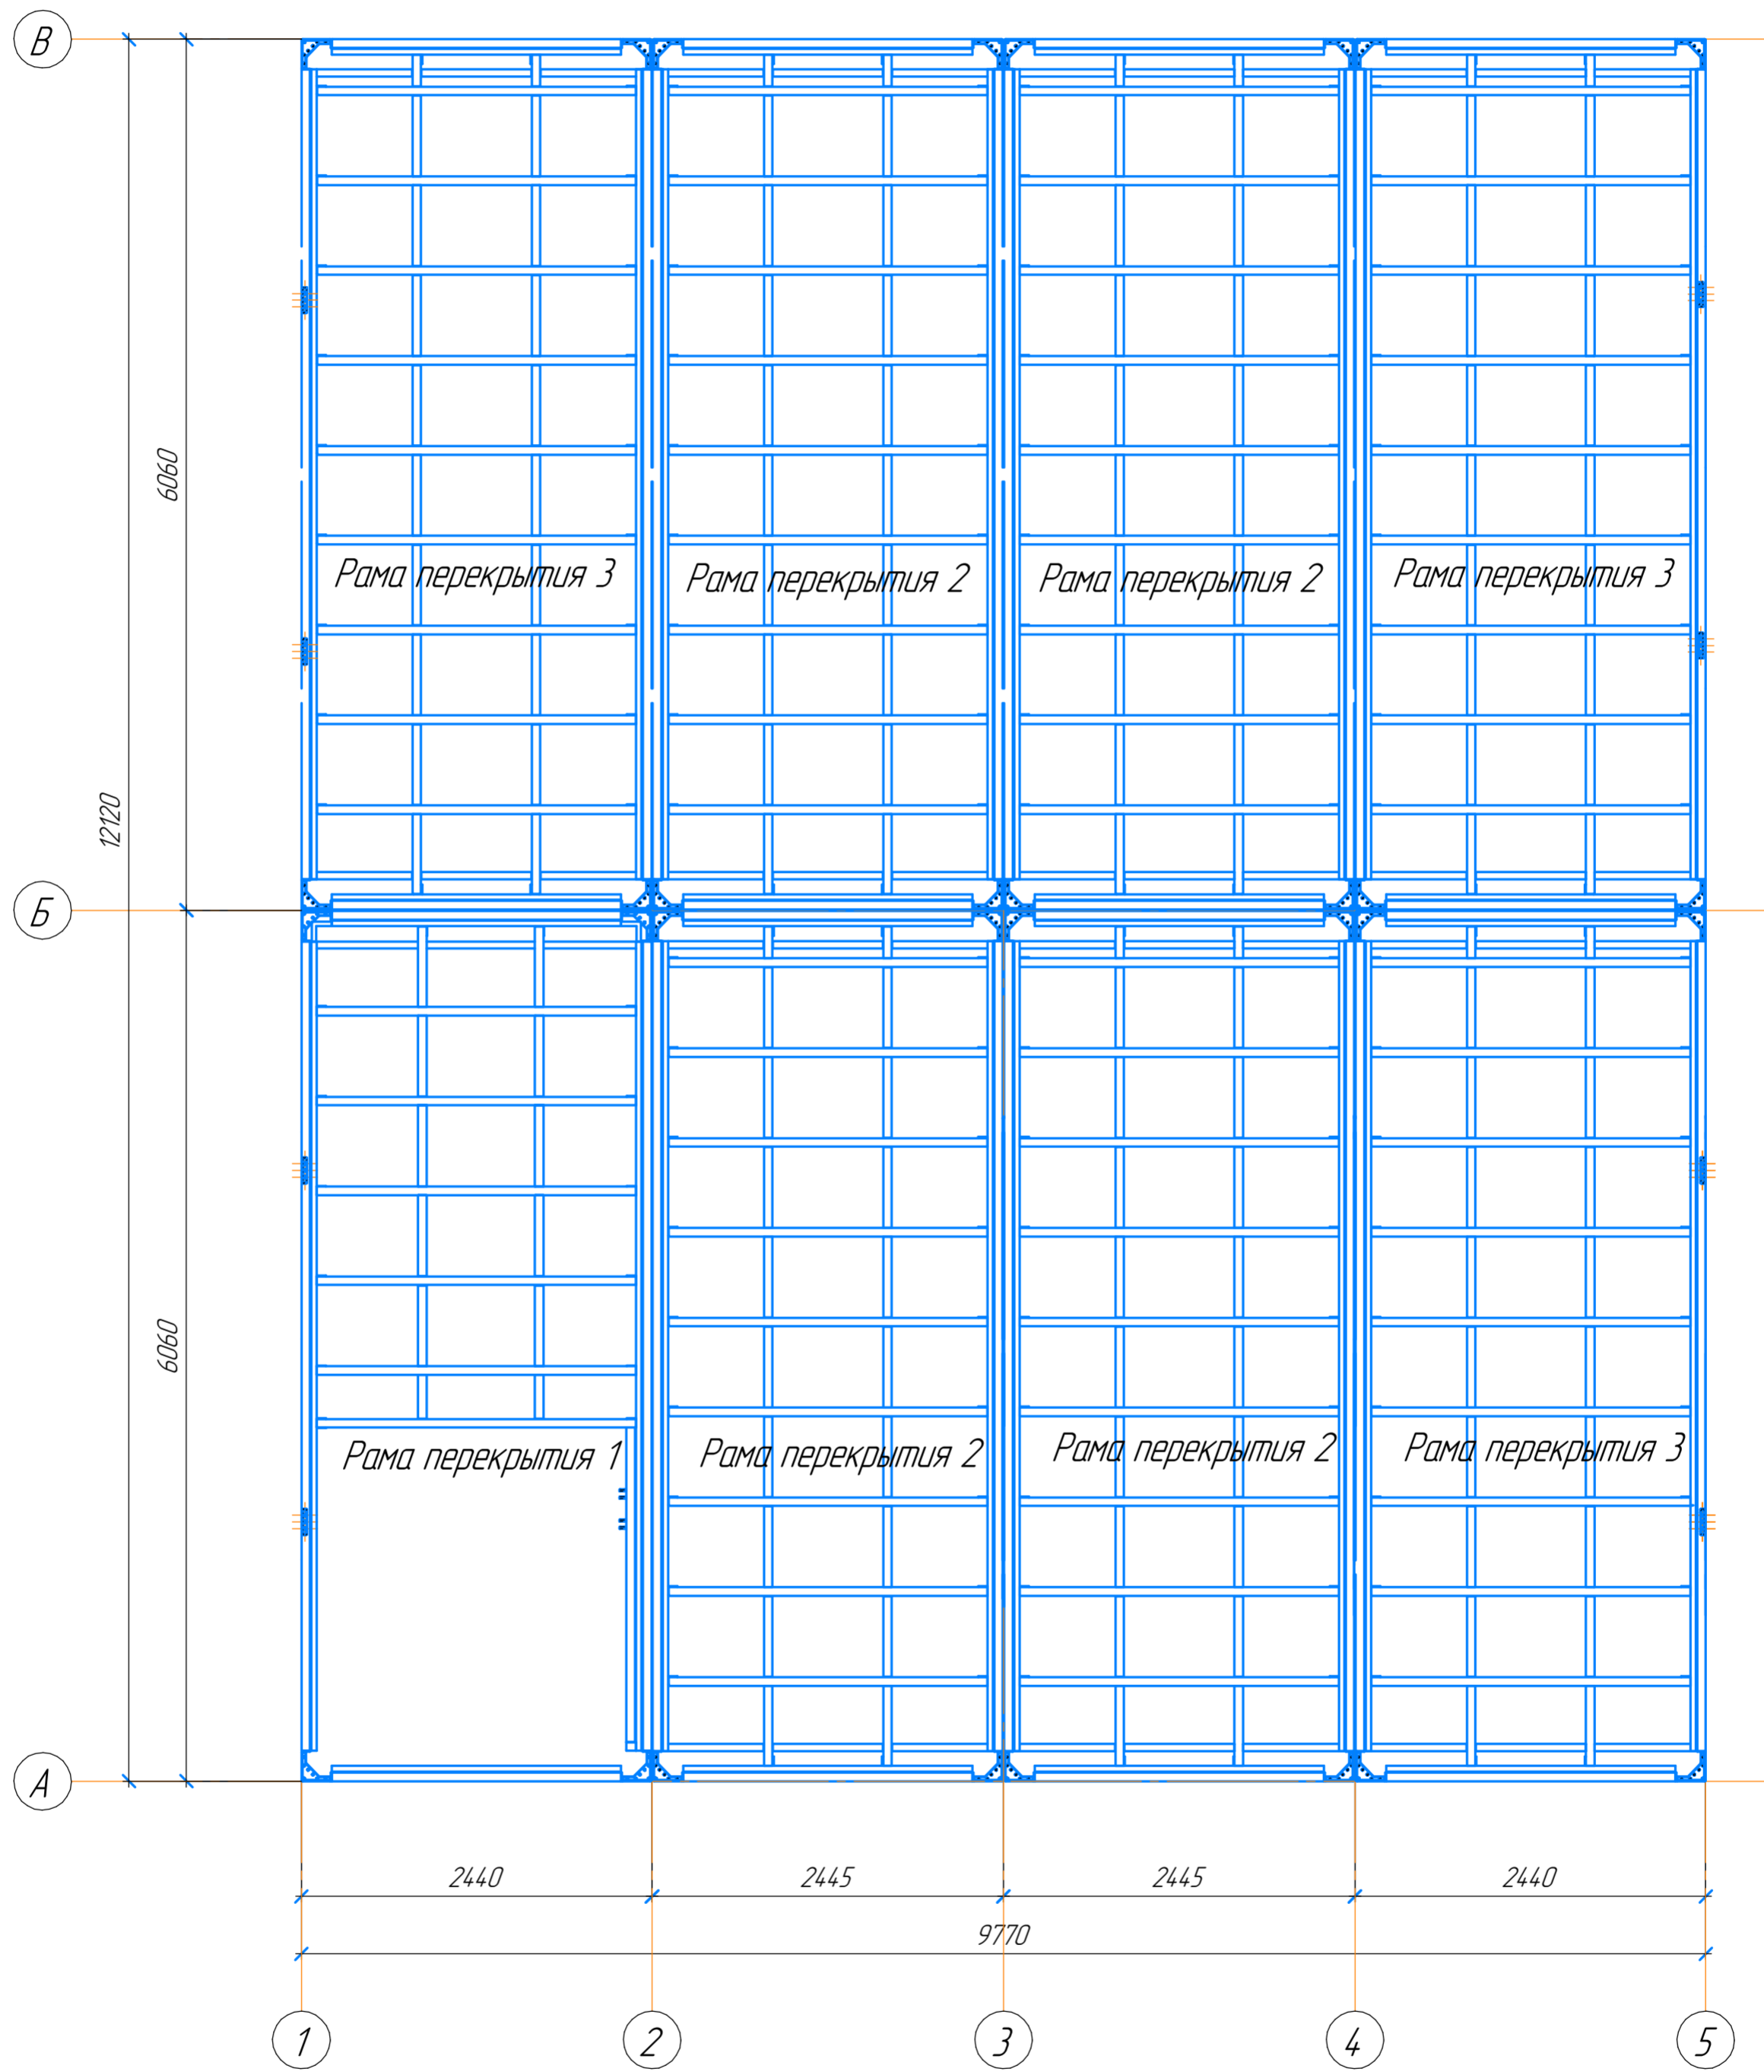 В
6060
12120
Рама перекрытия 3
Рама перекрытия 2
Рама перекрытия 2
Рама перекрытия 3
Б
6060
Рама перекрытия 1
Рама перекрытия 2
Рама перекрытия 2
Рама перекрытия 3
А
2440
2445
2445
2440
9770
1
2
3
4
5